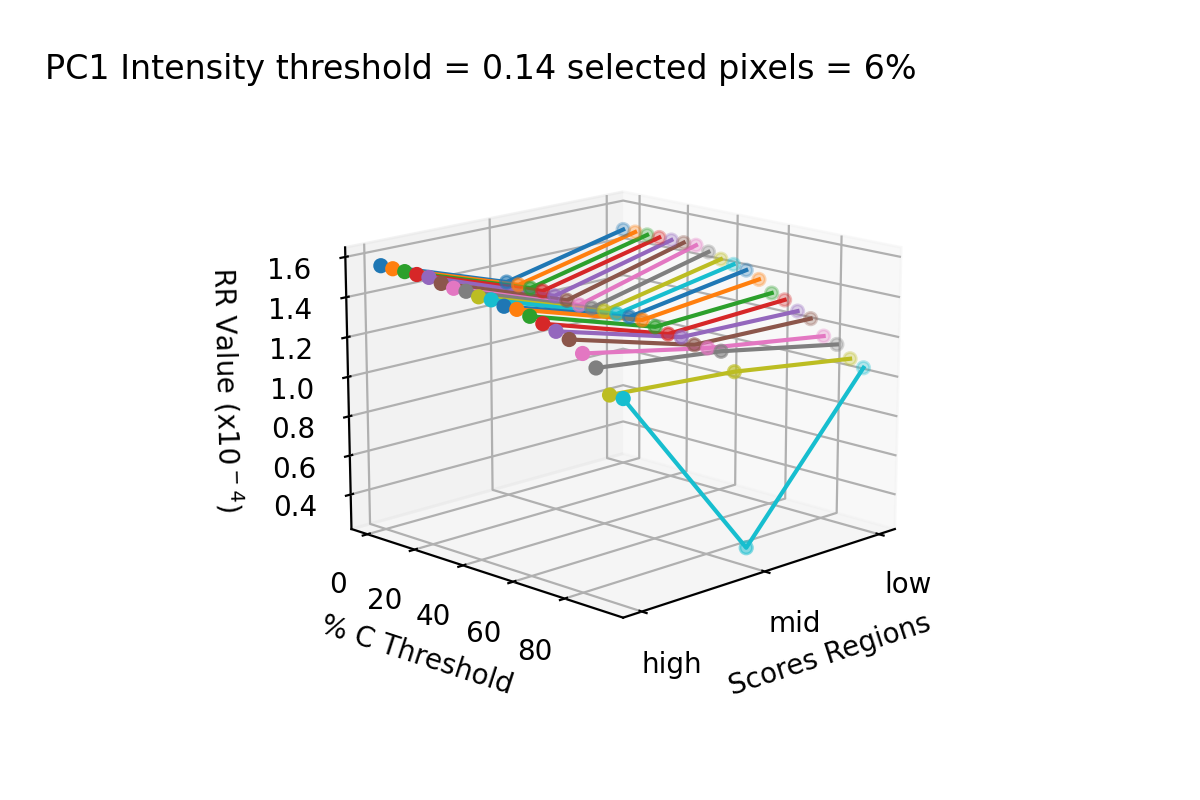 PC1 Intensity threshold = 0.14 selected pixels = 6%
1.6
1.4
1.2
1.0
0.8
0.6
0.4
RR Value (x10⁻⁴)
0
20
40
60
80
% C Threshold
high
mid
low
Scores Regions